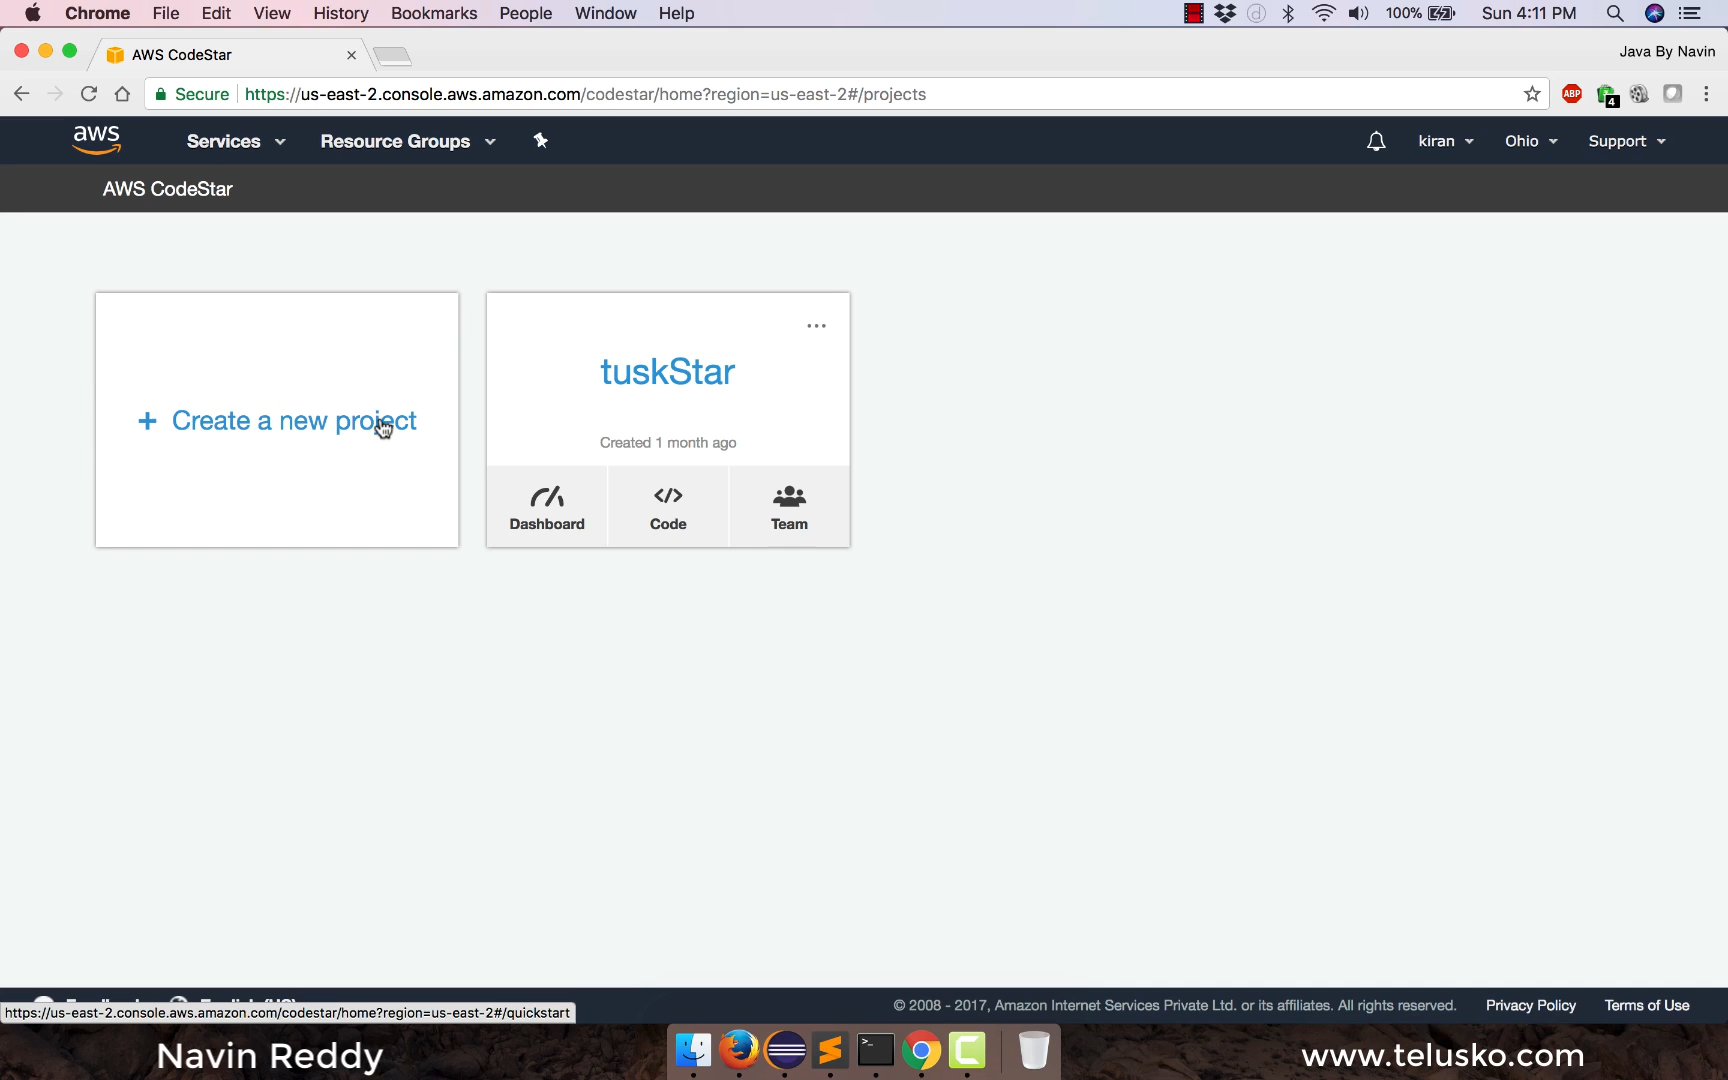 Chrome File Edit View History Bookmarks People Window Help 100% Sun 4:11 PM
AWS CodeStar Java By Navin
Secure https://us-east-2.console.aws.amazon.com/codestar/home?region=us-east-2#/projects ABP 4
aws Services Resource Groups kiran Ohio Support
AWS CodeStar
+ Create a new project
...
tuskStar
Created 1 month ago
Dashboard </> Code Team
© 2008 - 2017, Amazon Internet Services Private Ltd. or its affiliates. All rights reserved. Privacy Policy Terms of Use
https://us-east-2.console.aws.amazon.com/codestar/home?region=us-east-2#/quickstart
Navin Reddy www.telusko.com